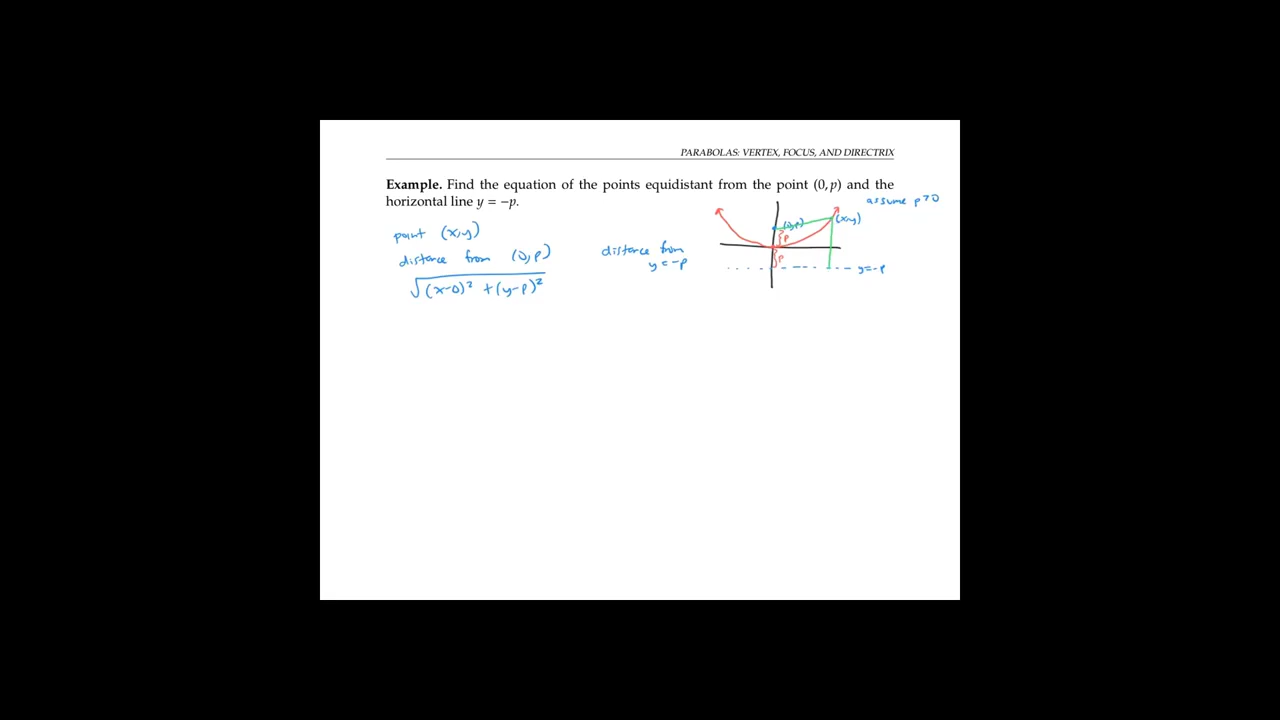 PARABOLAS: VERTEX, FOCUS, AND DIRECTRIX
Example. Find the equation of the points equidistant from the point (0, p) and the
horizontal line y = −p.
assume p > 0
point (x,y)
distance from (0,p)
√(x-0)² + (y-p)²
distance from
y = -p
(0,p)
(x,y)
p
p
y=-p